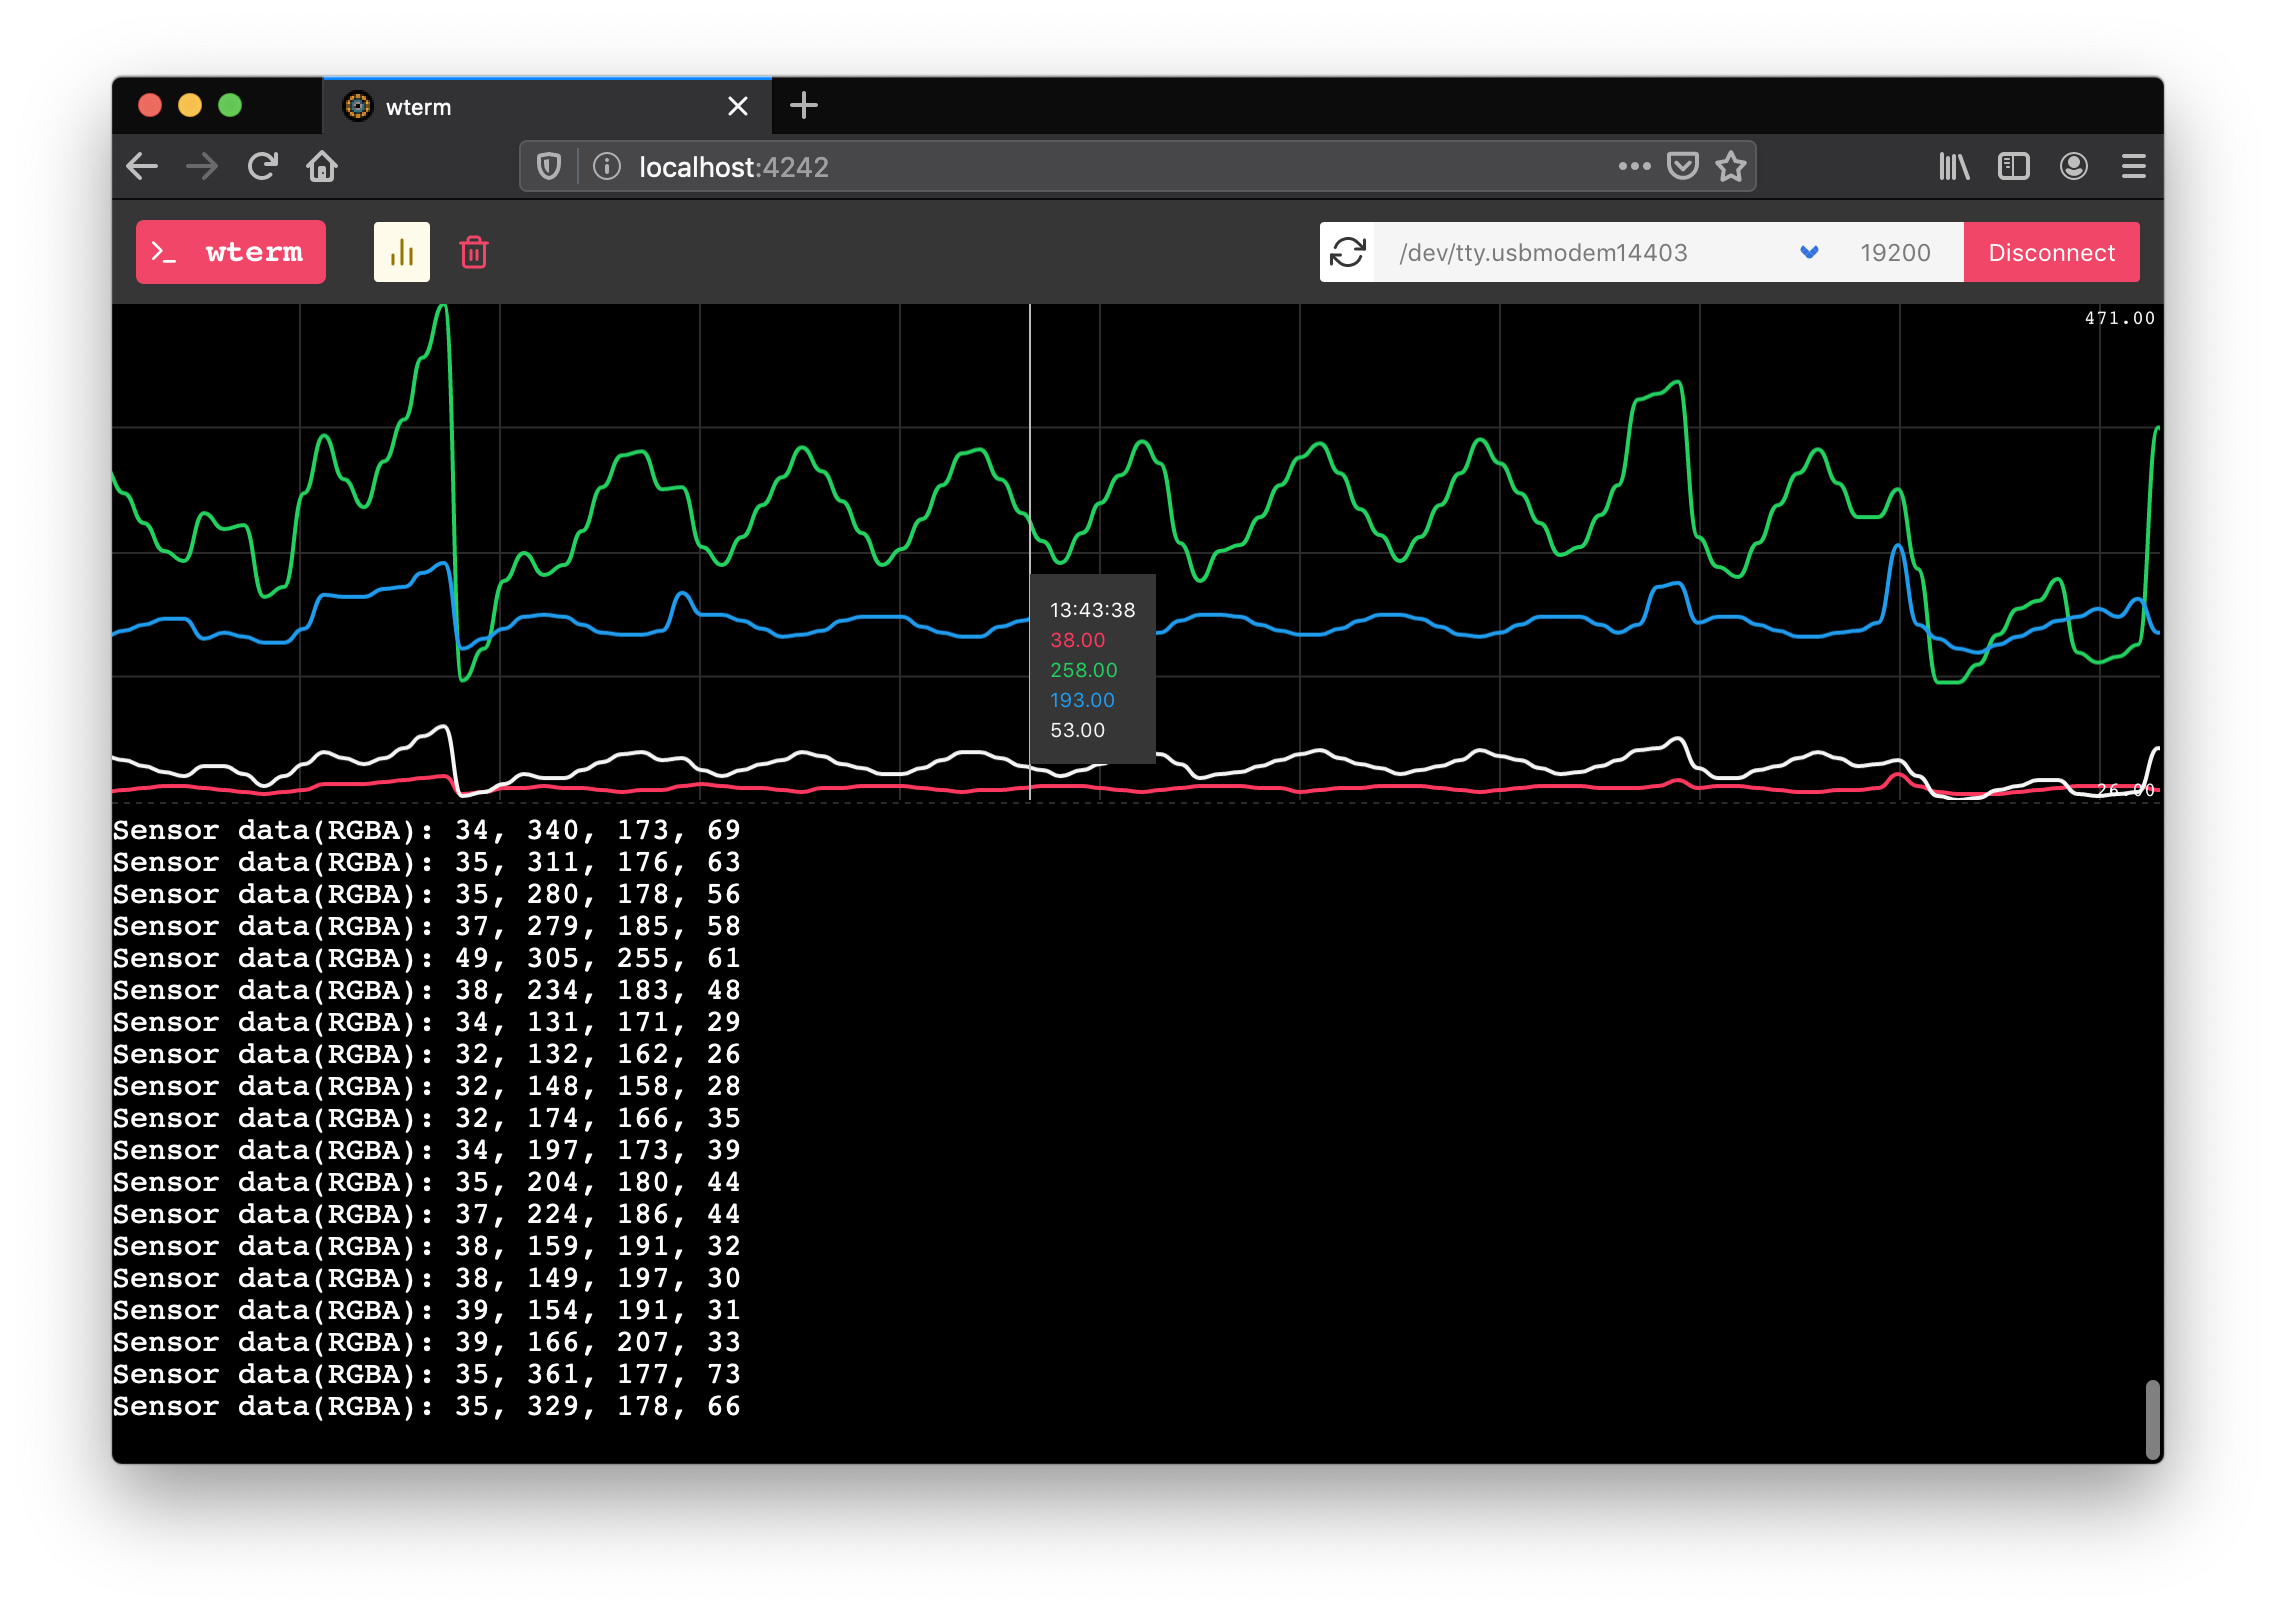 wterm
localhost:4242
>_ wterm
/dev/tty.usbmodem14403
19200
Disconnect
471.00
13:43:38
38.00
258.00
193.00
53.00
26.00
Sensor data(RGBA): 34, 340, 173, 69
Sensor data(RGBA): 35, 311, 176, 63
Sensor data(RGBA): 35, 280, 178, 56
Sensor data(RGBA): 37, 279, 185, 58
Sensor data(RGBA): 49, 305, 255, 61
Sensor data(RGBA): 38, 234, 183, 48
Sensor data(RGBA): 34, 131, 171, 29
Sensor data(RGBA): 32, 132, 162, 26
Sensor data(RGBA): 32, 148, 158, 28
Sensor data(RGBA): 32, 174, 166, 35
Sensor data(RGBA): 34, 197, 173, 39
Sensor data(RGBA): 35, 204, 180, 44
Sensor data(RGBA): 37, 224, 186, 44
Sensor data(RGBA): 38, 159, 191, 32
Sensor data(RGBA): 38, 149, 197, 30
Sensor data(RGBA): 39, 154, 191, 31
Sensor data(RGBA): 39, 166, 207, 33
Sensor data(RGBA): 35, 361, 177, 73
Sensor data(RGBA): 35, 329, 178, 66